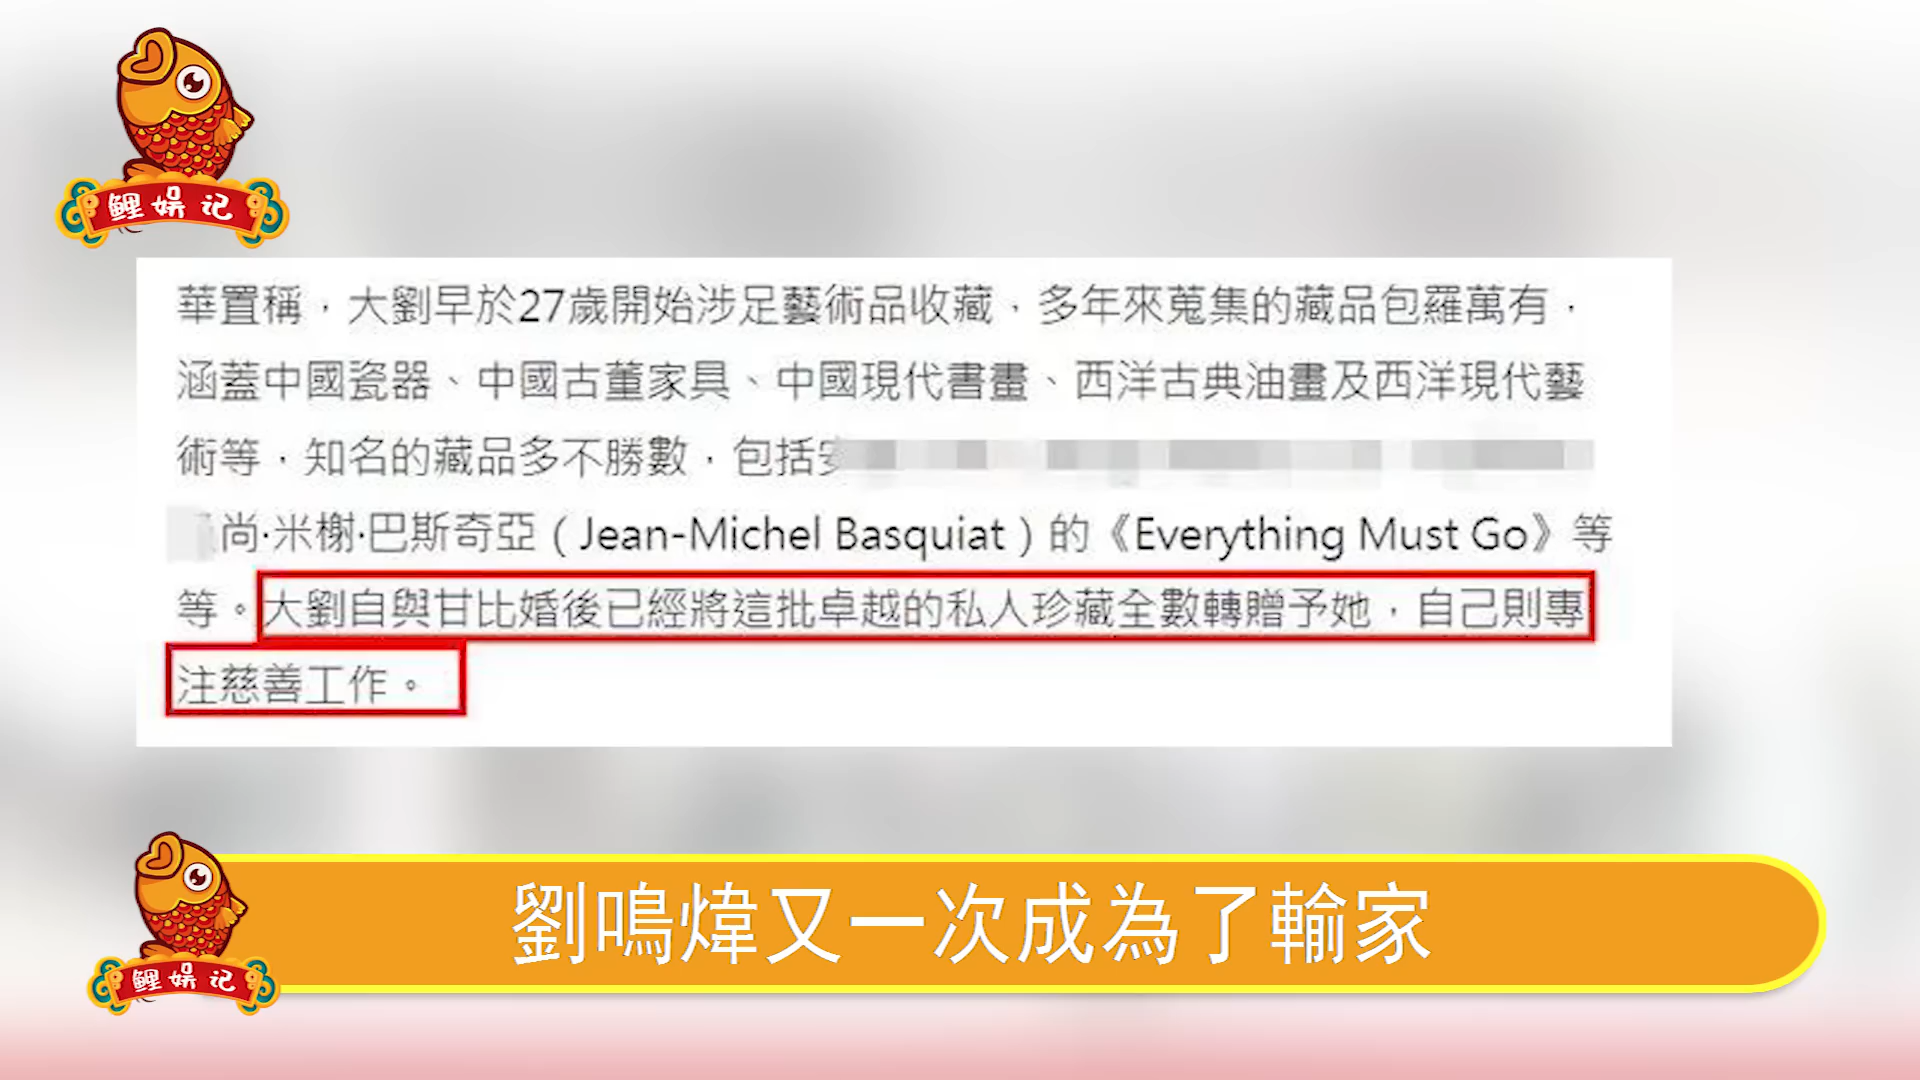 鲤娱记
華置稱，大劉早於27歲開始涉足藝術品收藏，多年來蒐集的藏品包羅萬有，
涵蓋中國瓷器、中國古董家具、中國現代書畫、西洋古典油畫及西洋現代藝
術等，知名的藏品多不勝數，包括
尚·米榭·巴斯奇亞（Jean-Michel Basquiat）的《Everything Must Go》等
等。大劉自與甘比婚後已經將這批卓越的私人珍藏全數轉贈予她，自己則專
注慈善工作。
劉鳴煒又一次成為了輸家
鲤娱记